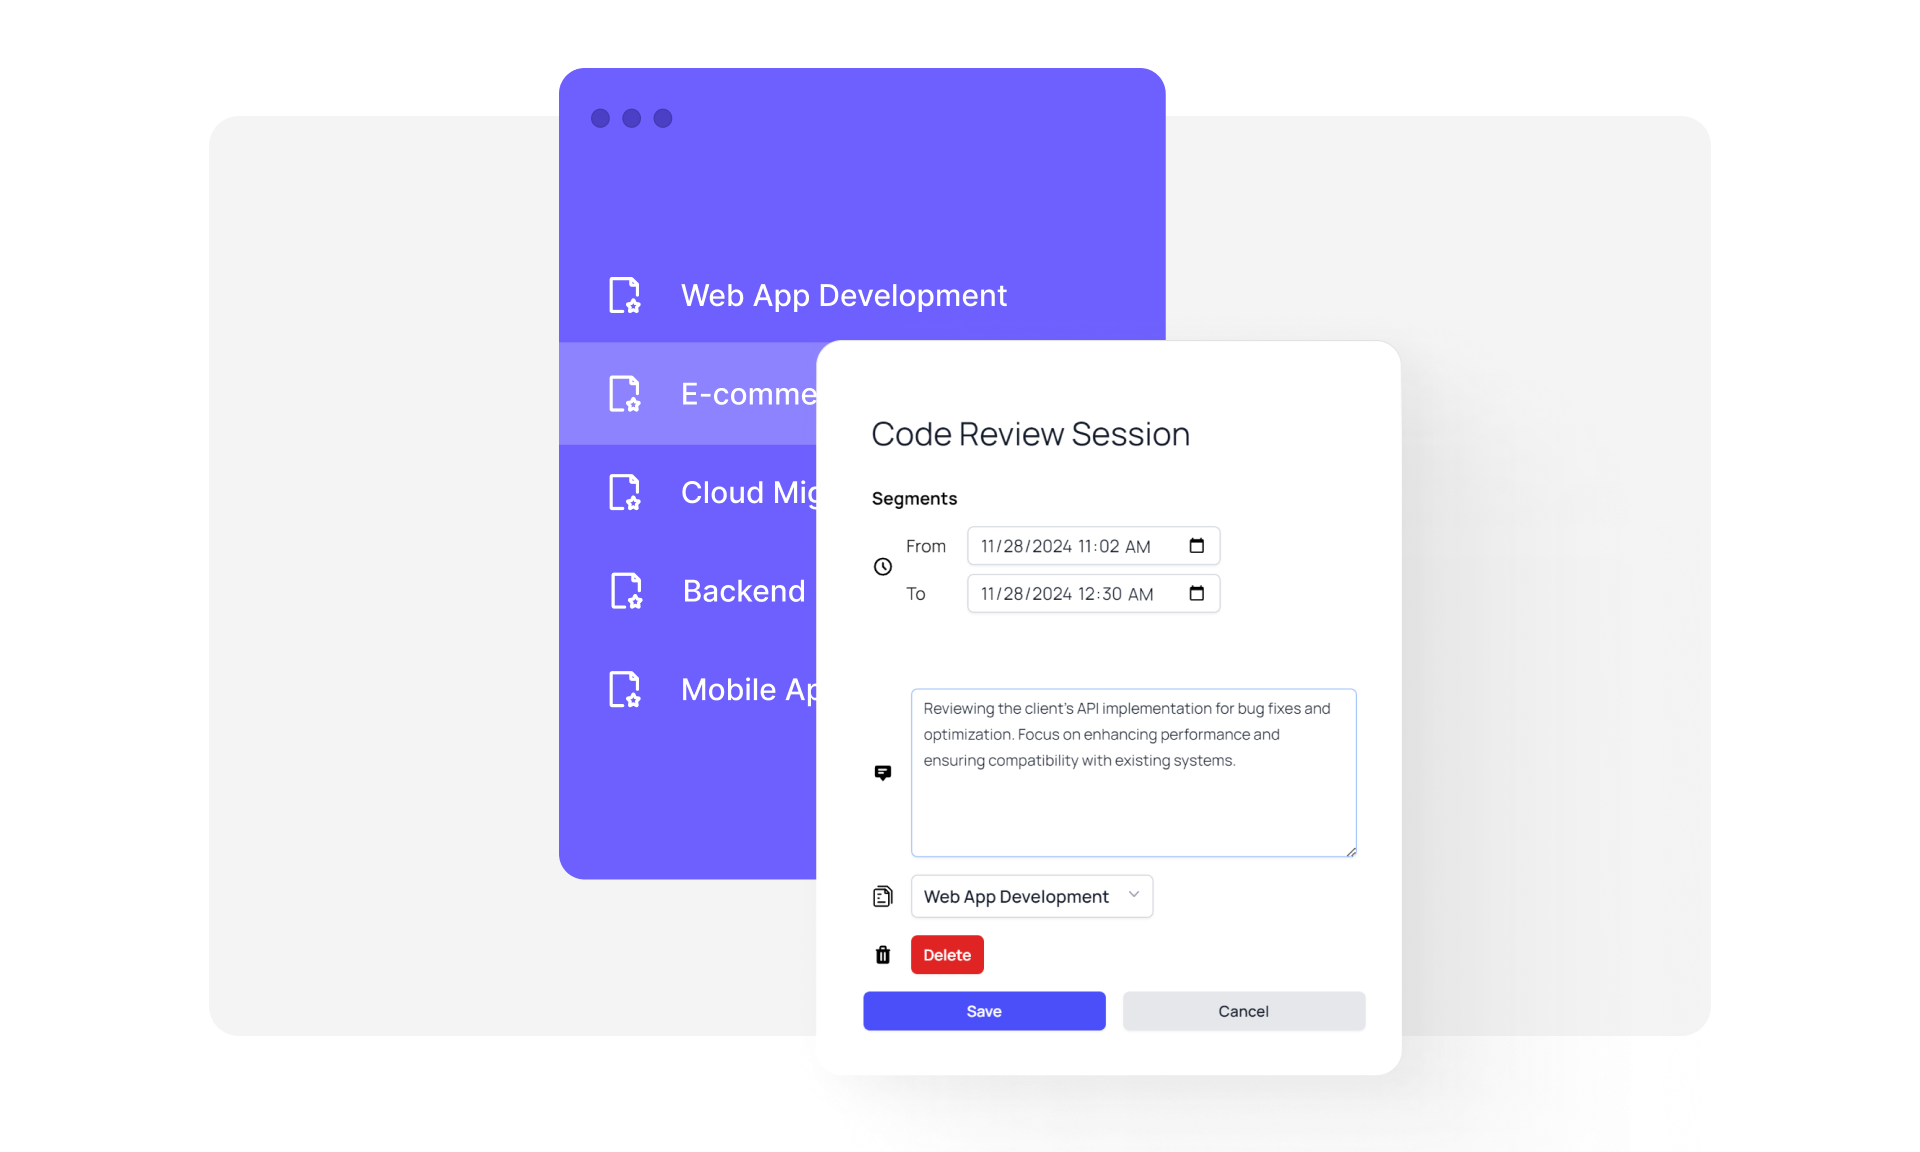 Web App Development
E-comme
Cloud Mig
Backend
Mobile Ap
Code Review Session
Segments
From 11/28/2024 11:02 AM
To 11/28/2024 12:30 AM
Reviewing the client's API implementation for bug fixes and
optimization. Focus on enhancing performance and
ensuring compatibility with existing systems.
Web App Development
Delete
Save Cancel